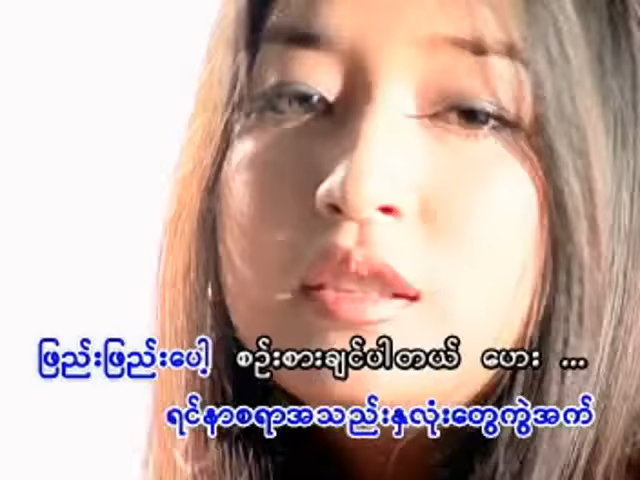 ဖြည်းဖြည်းပေါ့ စဉ်းစားချင်ပါတယ် ဟေး ...
ရင်နာစရာအသည်းနှလုံးတွေကွဲအက်